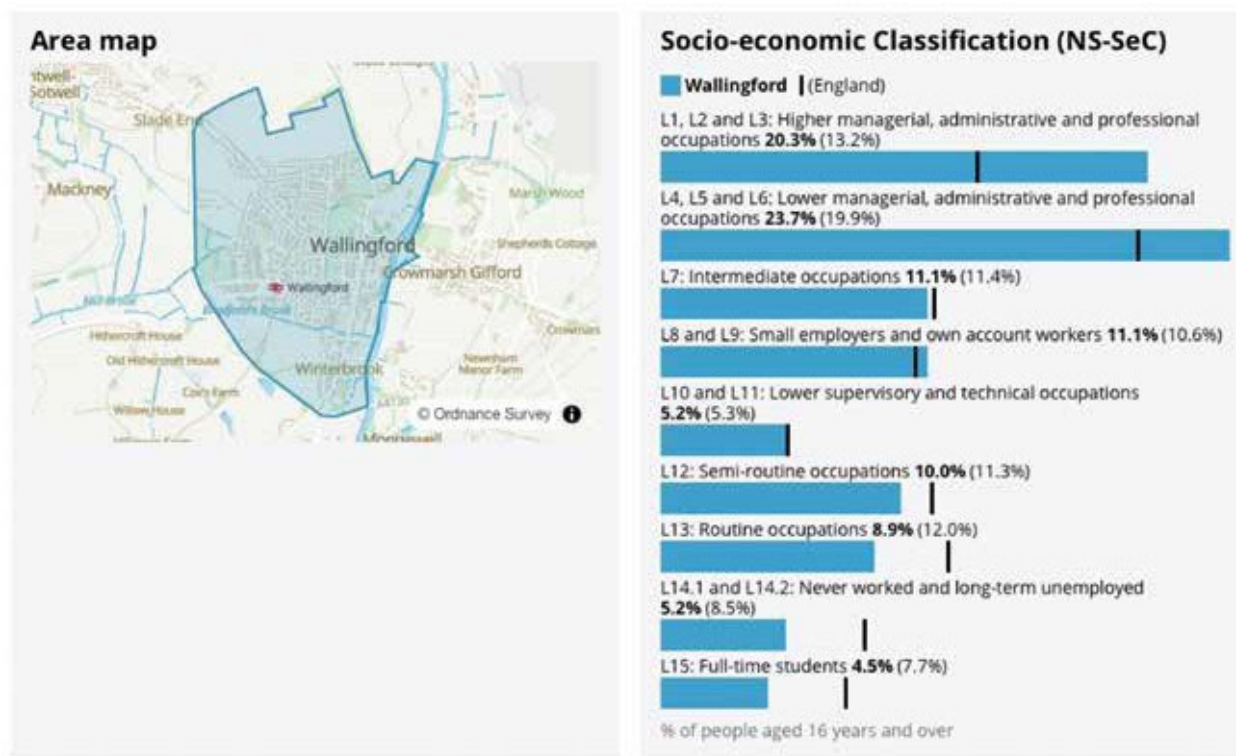 Area map
Sotwell
Slade End
Mackney
Marsh Wood
Wallingford
Shepherds Cottage
Crowmarsh Gifford
Wallingford
Bradford's Brook
Hithercroft House
Old Hithercroft House
Winterbrook
Newnham
Manor Farm
Cox's Farm
Willow House
© Ordnance Survey
Socio-economic Classification (NS-SeC)
Wallingford (England)
L1, L2 and L3: Higher managerial, administrative and professional
occupations 20.3% (13.2%)
L4, L5 and L6: Lower managerial, administrative and professional
occupations 23.7% (19.9%)
L7: Intermediate occupations 11.1% (11.4%)
L8 and L9: Small employers and own account workers 11.1% (10.6%)
L10 and L11: Lower supervisory and technical occupations
5.2% (5.3%)
L12: Semi-routine occupations 10.0% (11.3%)
L13: Routine occupations 8.9% (12.0%)
L14.1 and L14.2: Never worked and long-term unemployed
5.2% (8.5%)
L15: Full-time students 4.5% (7.7%)
% of people aged 16 years and over